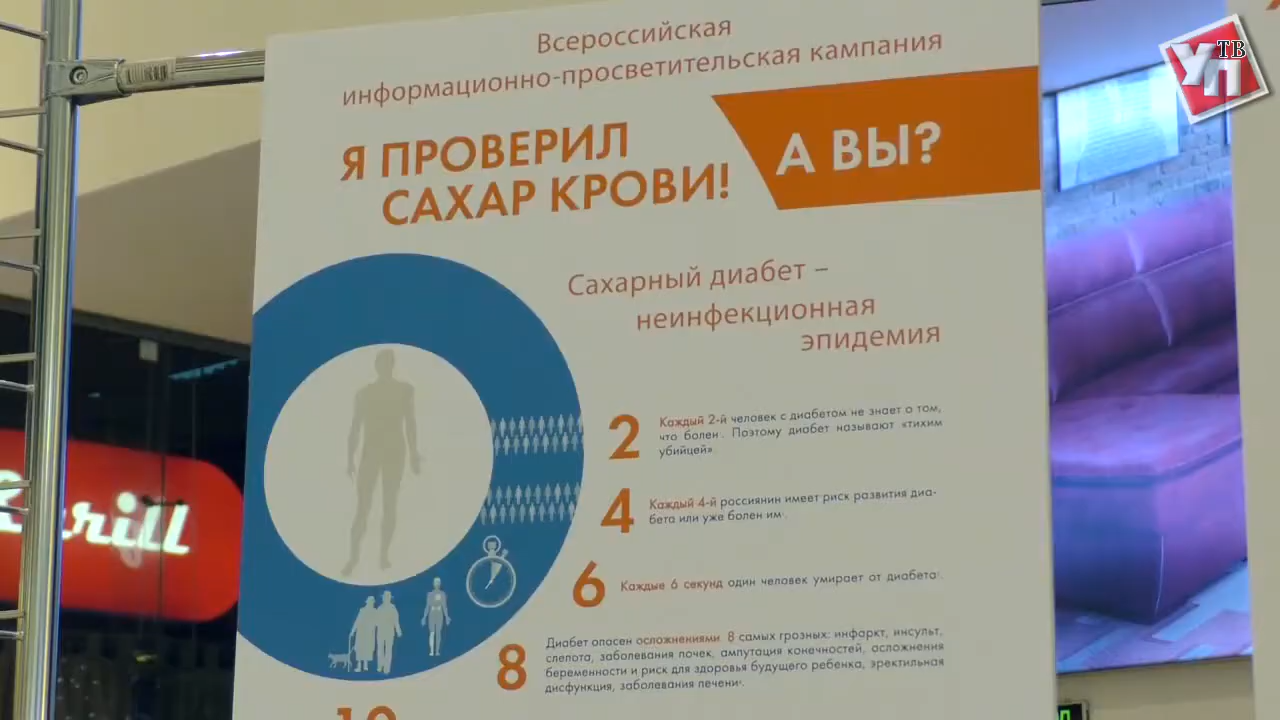 Всероссийская
информационно-просветительская кампания
Я ПРОВЕРИЛ
САХАР КРОВИ!
А ВЫ?
Сахарный диабет –
неинфекционная
эпидемия
2
Каждый 2-й человек с диабетом не знает о том,
что болен. Поэтому диабет называют «тихим
убийцей»
4
Каждый 4-й россиянин имеет риск развития диа-
бета или уже болен им.
6
Каждые 6 секунд один человек умирает от диабета.
8
Диабет опасен осложнениями. 8 самых грозных: инфаркт, инсульт,
слепота, заболевания почек, ампутация конечностей, осложнения
беременности и риск для здоровья будущего ребенка, эректильная
дисфункция, заболевания печени.
10
УП ТВ